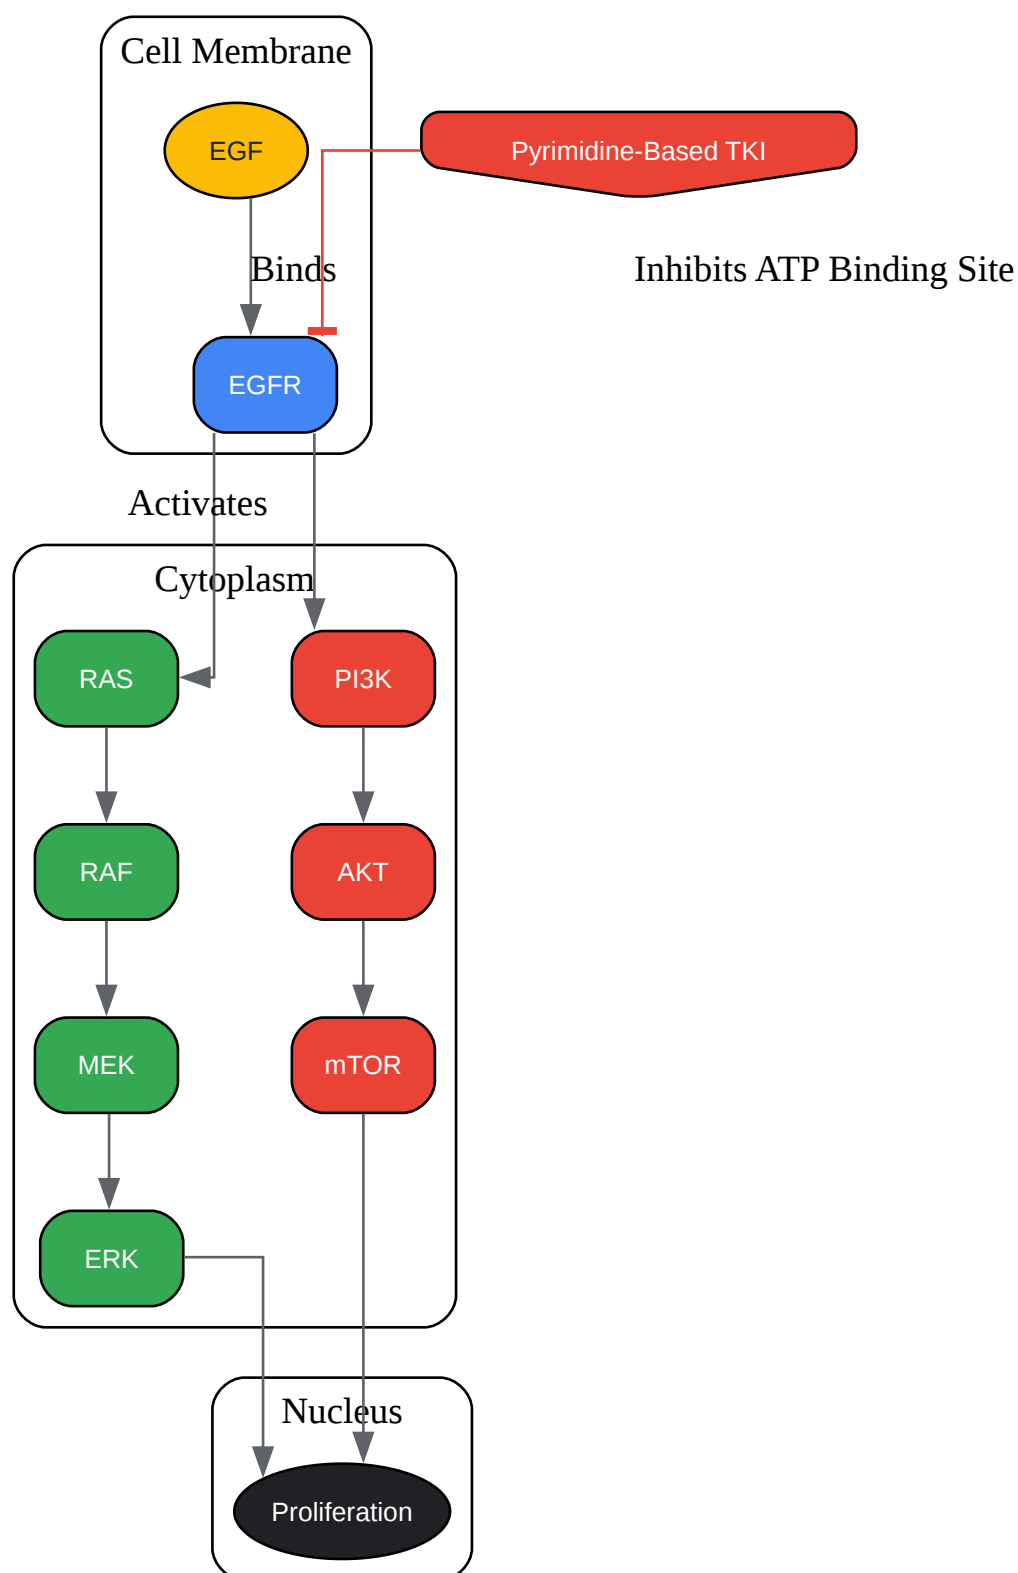 Cell Membrane
EGF
Pyrimidine-Based TKI
Binds
Inhibits ATP Binding Site
EGFR
Activates
Cytoplasm
RAS
PI3K
RAF
AKT
MEK
mTOR
ERK
Nucleus
Proliferation